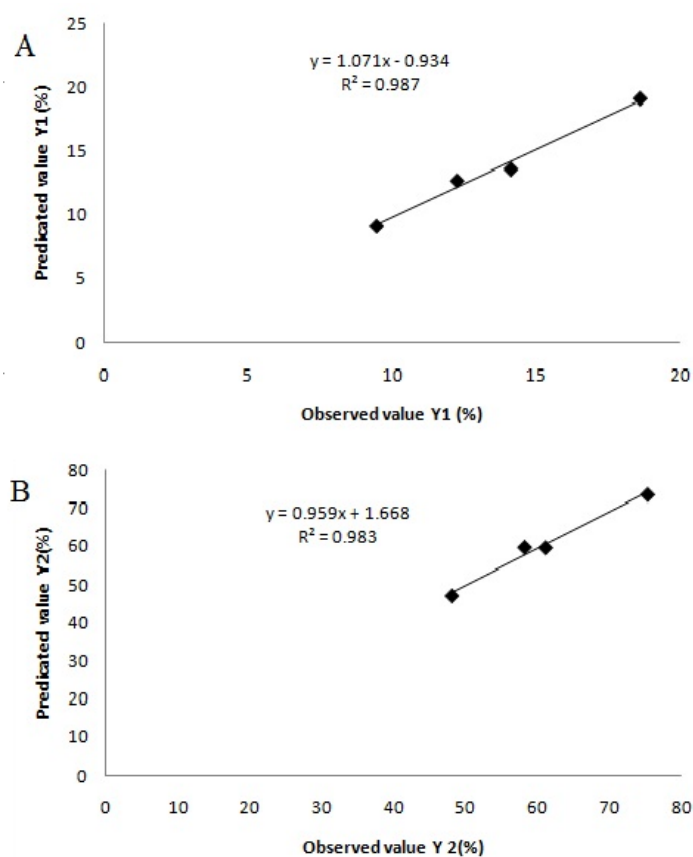 A
y = 1.071x - 0.934
R² = 0.987
Predicated value Y1 (%)
25
20
15
10
5
0
0 5 10 15 20
Observed value Y1 (%)
B
y = 0.959x + 1.668
R² = 0.983
Predicated value Y2(%)
80
70
60
50
40
30
20
10
0
0 10 20 30 40 50 60 70 80
Observed value Y 2(%)